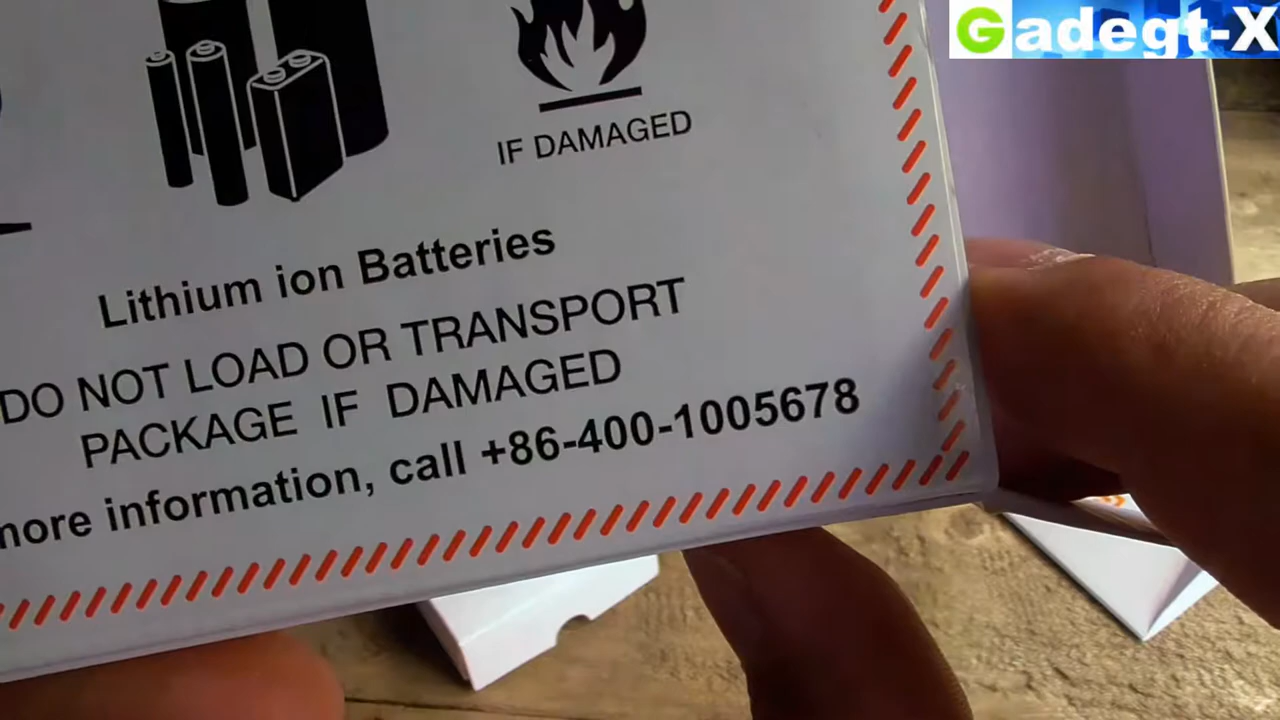 Gadegt-X
IF DAMAGED
Lithium ion Batteries
DO NOT LOAD OR TRANSPORT
PACKAGE IF DAMAGED
more information, call +86-400-1005678